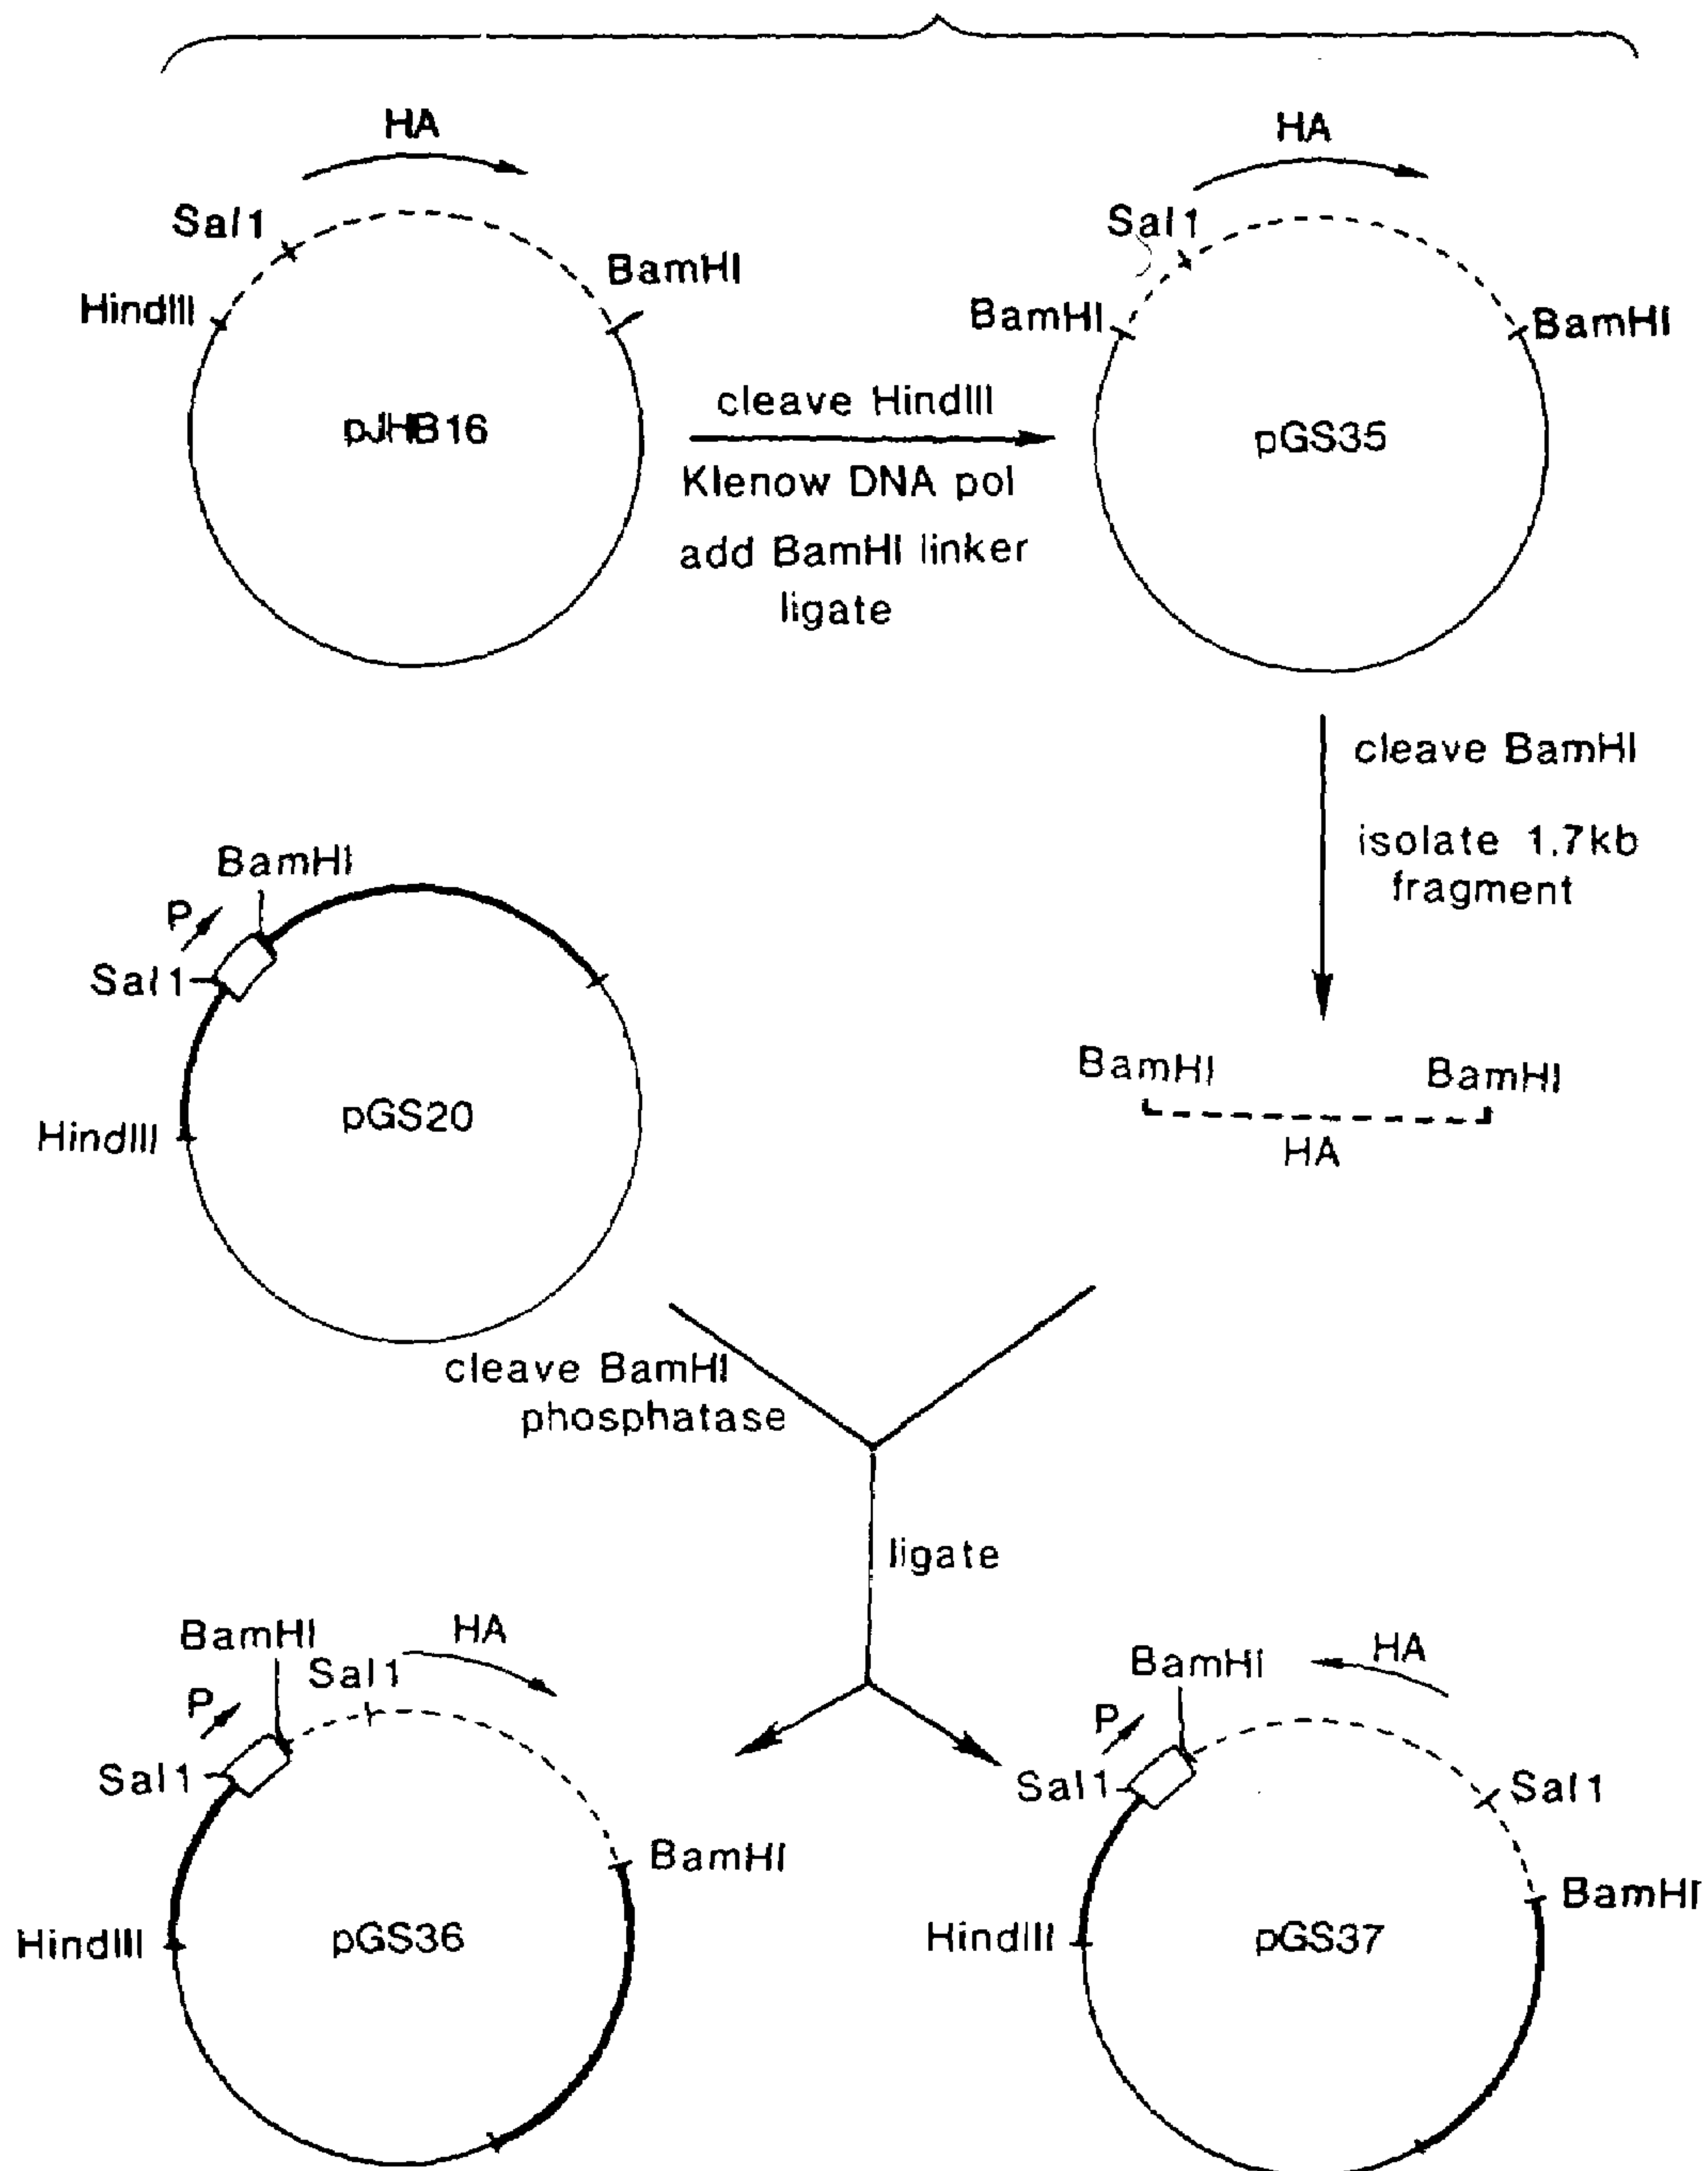 HA
Sal1
HindIII
BamHI
pJHB16
cleave HindIII
Klenow DNA pol
add BamHI linker
ligate
HA
Sal1
BamHI
BamHI
pGS35
cleave BamHI
isolate 1.7kb
fragment
BamHI
P
Sal1
HindIII
pGS20
BamHI
BamHI
HA
cleave BamHI
phosphatase
ligate
BamHI
HA
Sal1
P
Sal1
BamHI
HindIII
pGS36
BamHI
HA
P
Sal1
Sal1
BamHI
HindIII
pGS37